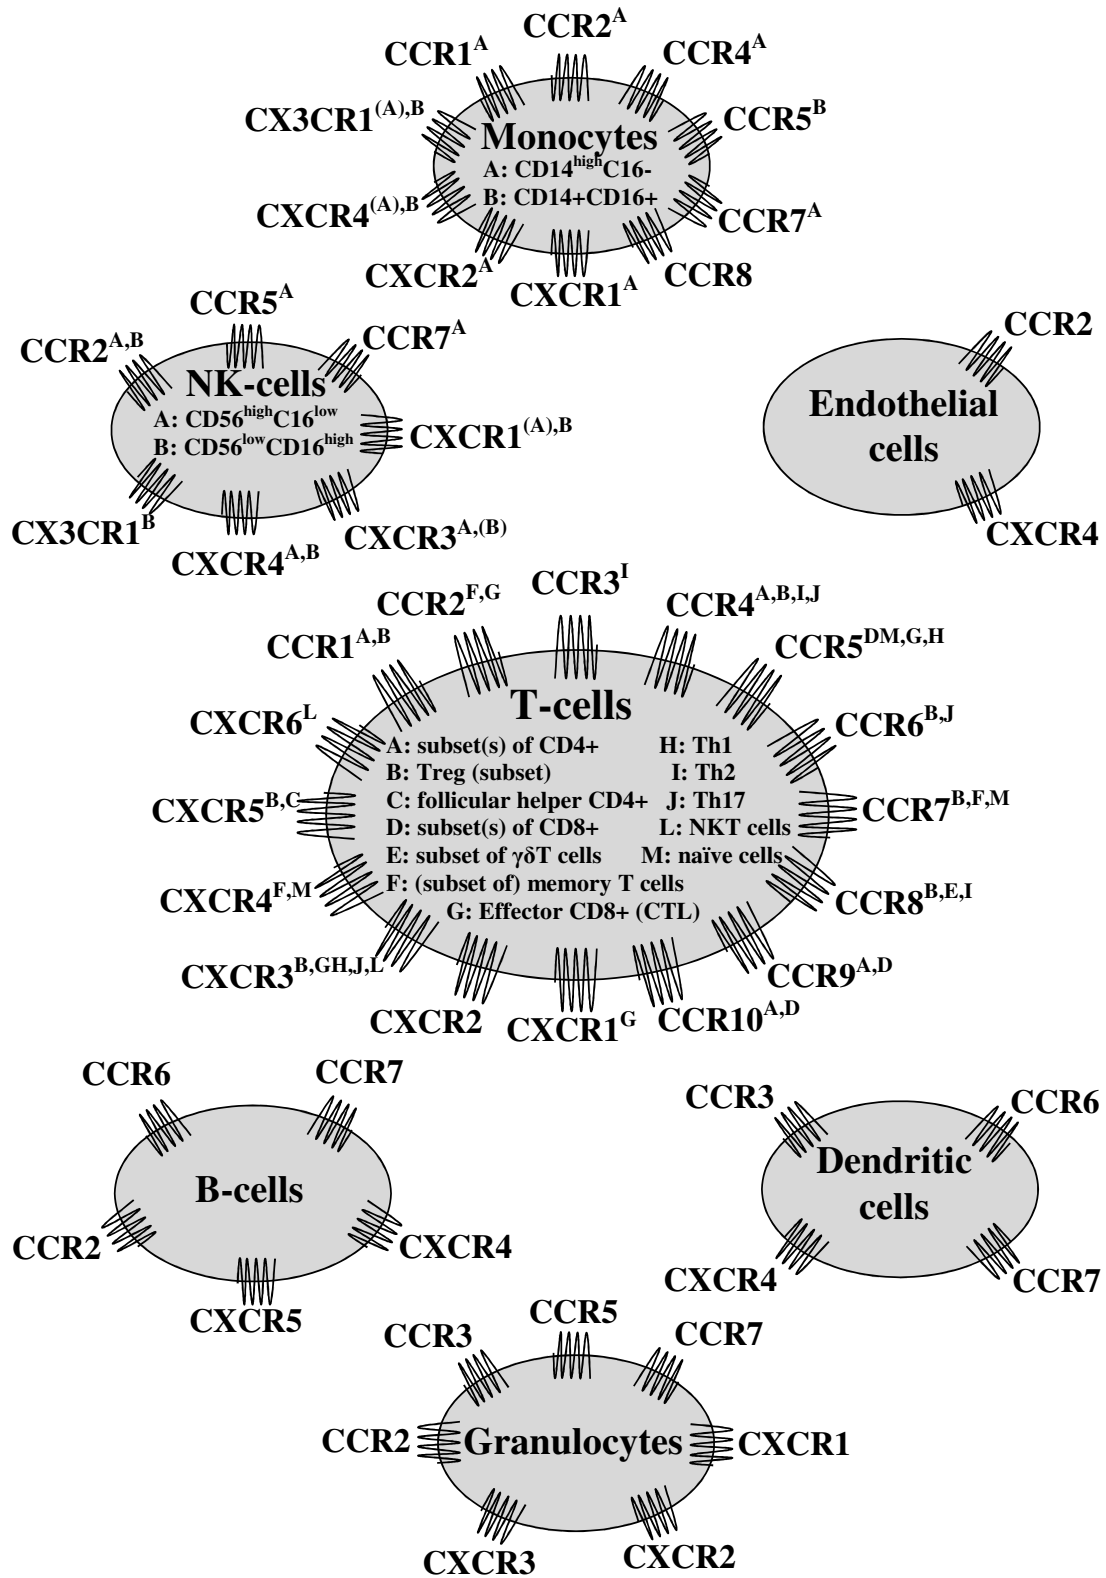 CCR2^A
CCR1^A
CCR4^A
CX3CR1^(A),B
CCR5^B
Monocytes
A: CD14^high C16-
B: CD14+CD16+
CXCR4^(A),B
CCR7^A
CXCR2^A
CXCR1^A
CCR8
CCR5^A
CCR2^A,B
CCR7^A
NK-cells
A: CD56^high C16^low
B: CD56^low CD16^high
CXCR1^(A),B
CX3CR1^B
CXCR4^A,B
CXCR3^A,(B)
CCR2
Endothelial
cells
CXCR4
CCR3^I
CCR2^F,G
CCR4^A,B,I,J
CCR1^A,B
CCR5^DM,G,H
CXCR6^L
CCR6^B,J
T-cells
A: subset(s) of CD4+ H: Th1
B: Treg (subset) I: Th2
C: follicular helper CD4+ J: Th17
D: subset(s) of CD8+ L: NKT cells
E: subset of γδT cells M: naïve cells
F: (subset of) memory T cells
G: Effector CD8+ (CTL)
CXCR5^B,C
CCR7^B,F,M
CXCR4^F,M
CCR8^B,E,I
CXCR3^B,GH,J,L
CCR9^A,D
CXCR2
CXCR1^G
CCR10^A,D
CCR6
CCR7
B-cells
CCR2
CXCR4
CXCR5
CCR3
CCR6
Dendritic
cells
CXCR4
CCR7
CCR5
CCR3
CCR7
CCR2
Granulocytes
CXCR1
CXCR3
CXCR2